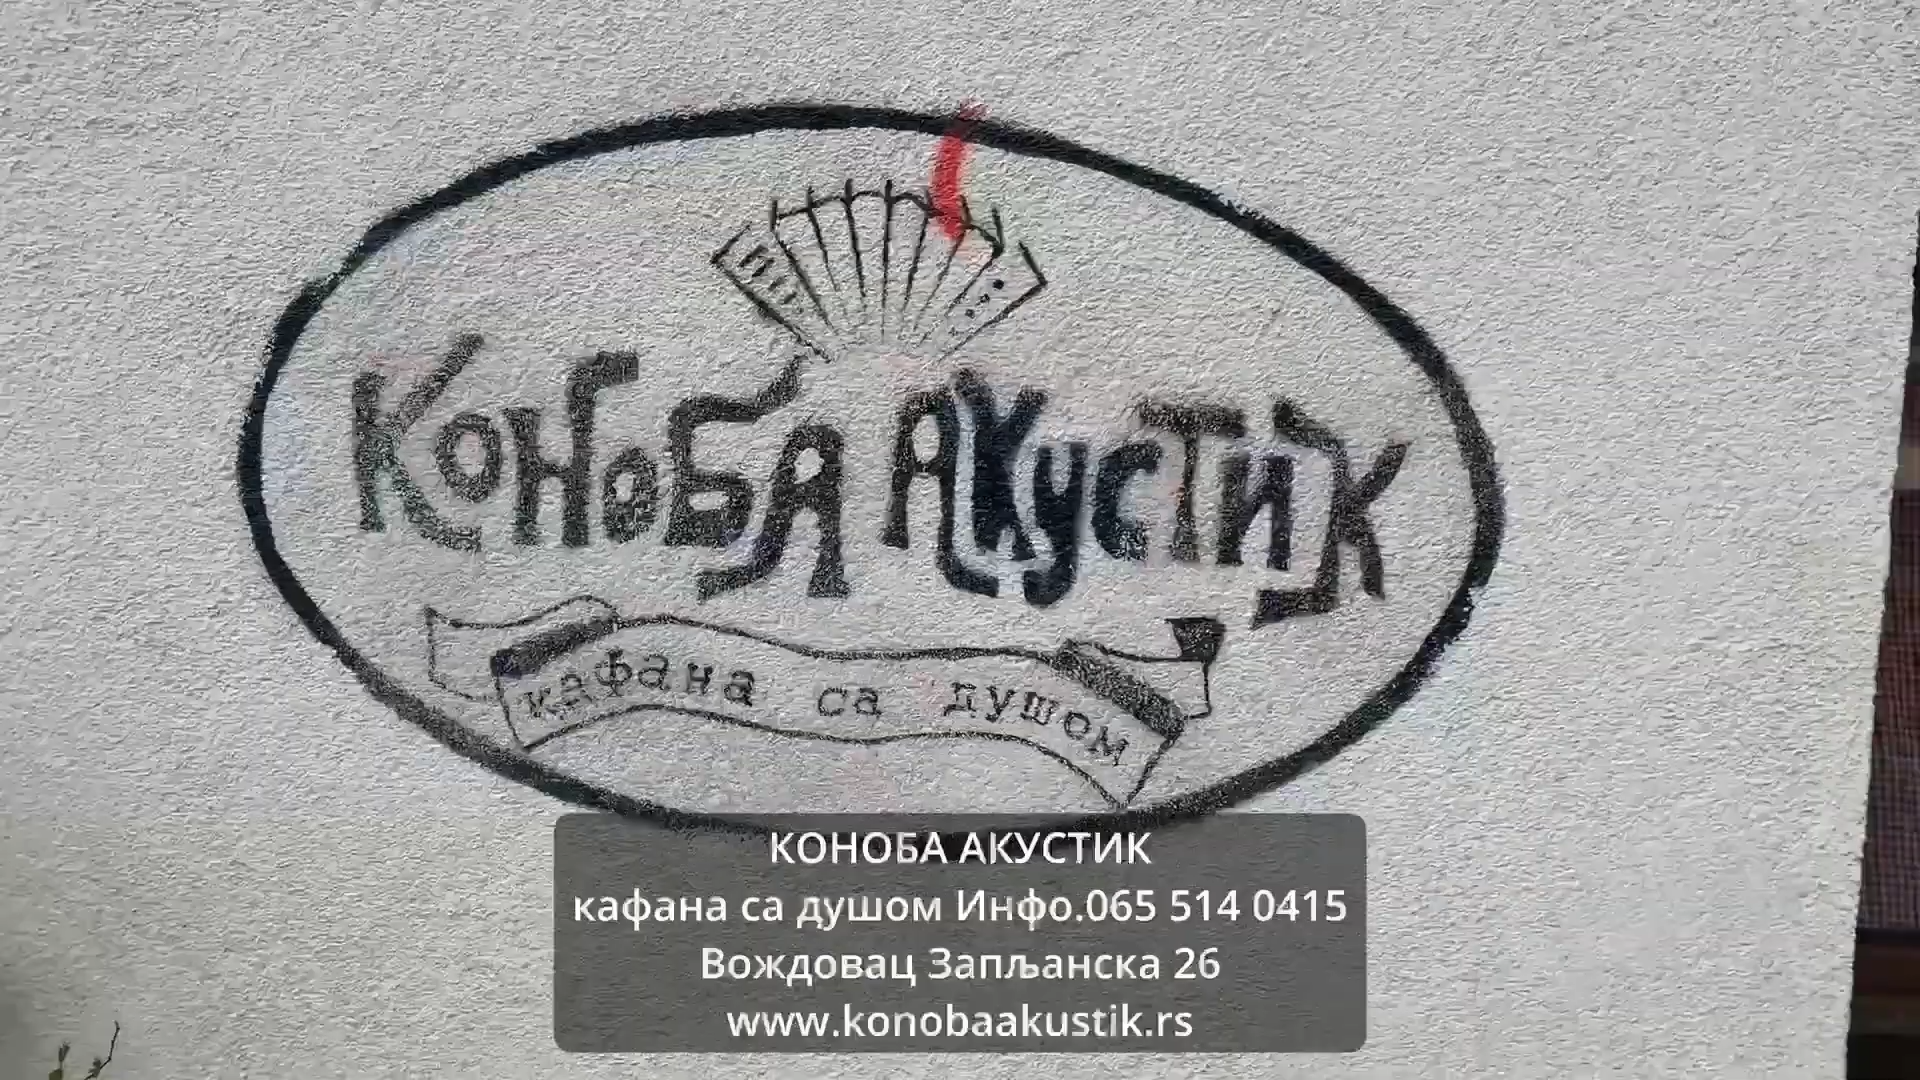 Коноба Акустик
кафана са душом
КОНОБА АКУСТИК
кафана са душом Инфо.065 514 0415
Вождовац Запљанска 26
www.konobaakustik.rs